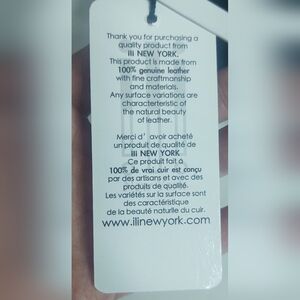 Thank you for purchasing a
quality product from
ili NEW YORK.
This product is made from
100% genuine leather
with fine craftmanship
and materials.
Any surface variations are
characteristic of
the natural beauty
of leather.
Merci d' avoir acheté
un produit de qualité de
ili NEW YORK
Ce produit fait à
100% de vrai cuir est conçu
par des artisans et avec des
produits de qualité.
Les variétés sur la surface sont
des caractéristique
de la beauté naturlle du cuir.
www.ilinewyork.com